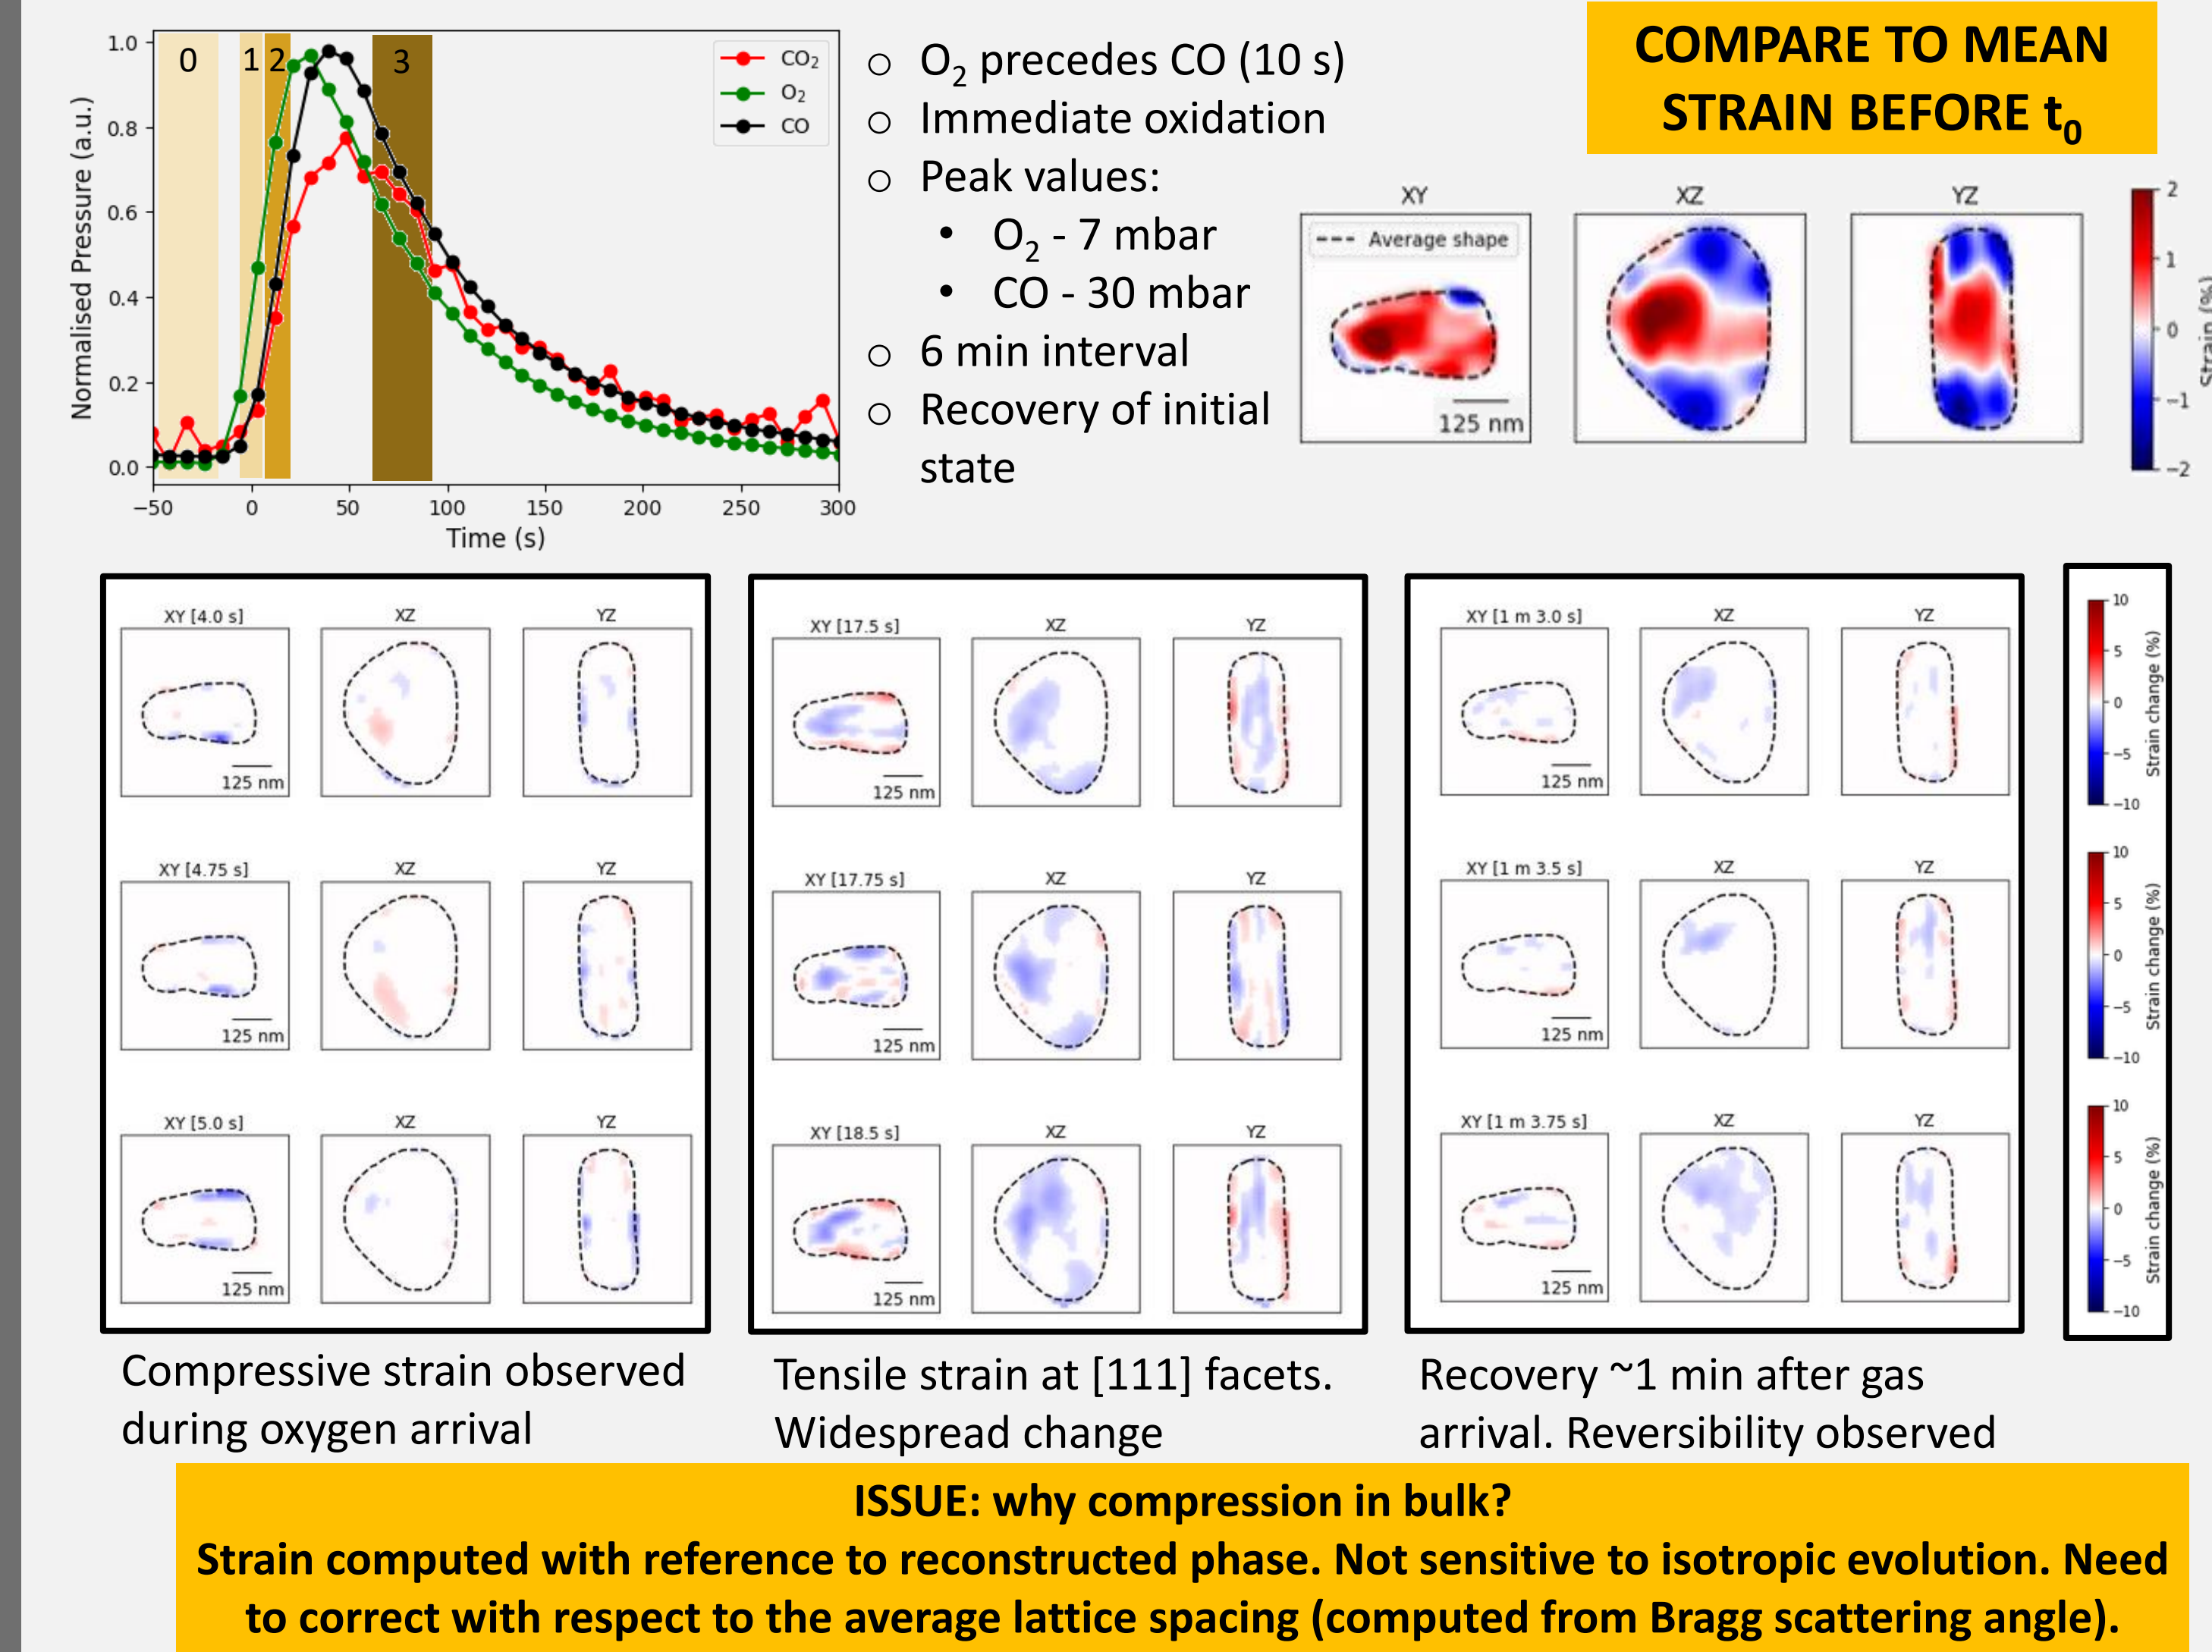 1.0
0.8
0.6
0.4
0.2
0.0
Normalised Pressure (a.u.)
0
1
2
3
CO₂
O₂
CO
−50
0
50
100
150
200
250
300
Time (s)
O₂ precedes CO (10 s)
Immediate oxidation
Peak values:
O₂ - 7 mbar
CO - 30 mbar
6 min interval
Recovery of initial
state
COMPARE TO MEAN
STRAIN BEFORE t₀
XY
Average shape
125 nm
XZ
YZ
2
1
0
−1
−2
Strain (%)
XY [4.0 s]
XZ
YZ
125 nm
XY [4.75 s]
XZ
YZ
125 nm
XY [5.0 s]
XZ
YZ
125 nm
Compressive strain observed
during oxygen arrival
XY [17.5 s]
XZ
YZ
125 nm
XY [17.75 s]
XZ
YZ
125 nm
XY [18.5 s]
XZ
YZ
125 nm
Tensile strain at [111] facets.
Widespread change
XY [1 m 3.0 s]
XZ
YZ
125 nm
XY [1 m 3.5 s]
XZ
YZ
125 nm
XY [1 m 3.75 s]
XZ
YZ
125 nm
Recovery ~1 min after gas
arrival. Reversibility observed
10
5
0
−5
−10
Strain change (%)
10
5
0
−5
−10
Strain change (%)
10
5
0
−5
−10
Strain change (%)
ISSUE: why compression in bulk?
Strain computed with reference to reconstructed phase. Not sensitive to isotropic evolution. Need
to correct with respect to the average lattice spacing (computed from Bragg scattering angle).